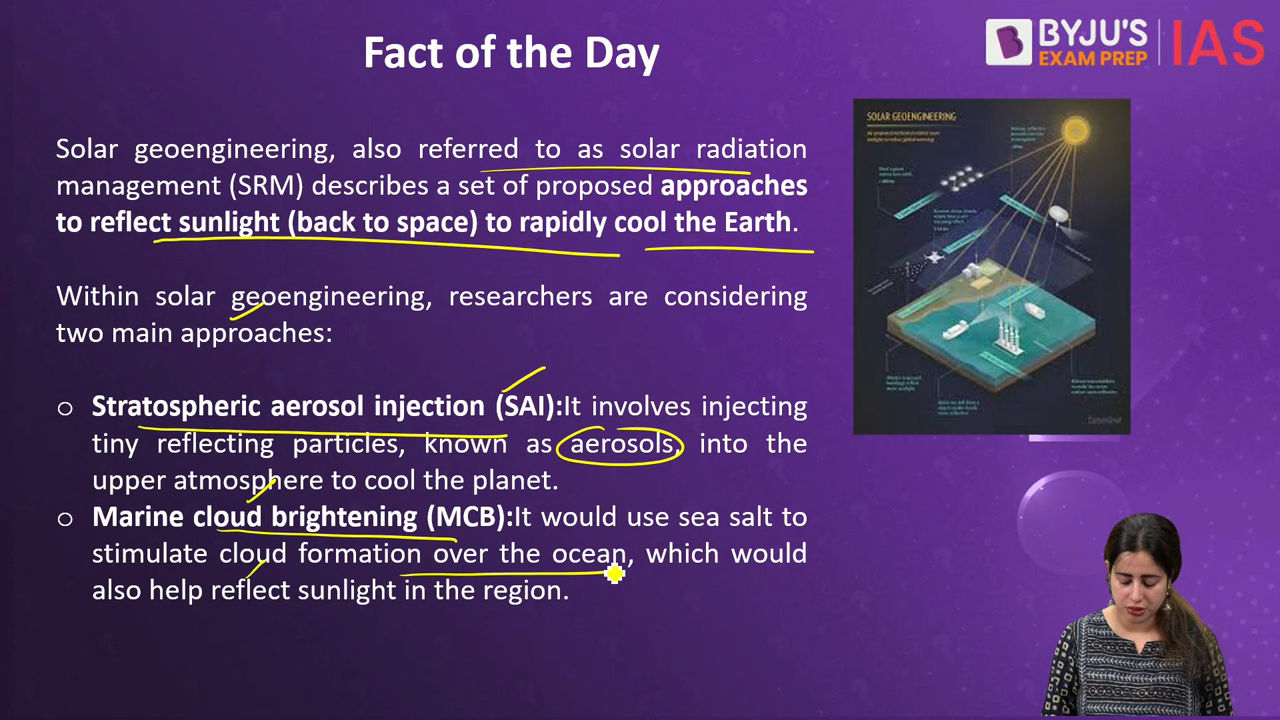 Fact of the Day
BYJU'S
EXAM PREP
IAS
Solar geoengineering, also referred to as solar radiation
management (SRM) describes a set of proposed approaches
to reflect sunlight (back to space) to rapidly cool the Earth.
Within solar geoengineering, researchers are considering
two main approaches:
o Stratospheric aerosol injection (SAI):It involves injecting
tiny reflecting particles, known as aerosols, into the
upper atmosphere to cool the planet.
o Marine cloud brightening (MCB):It would use sea salt to
stimulate cloud formation over the ocean, which would
also help reflect sunlight in the region.
SOLAR GEOENGINEERING
CarbonBrief